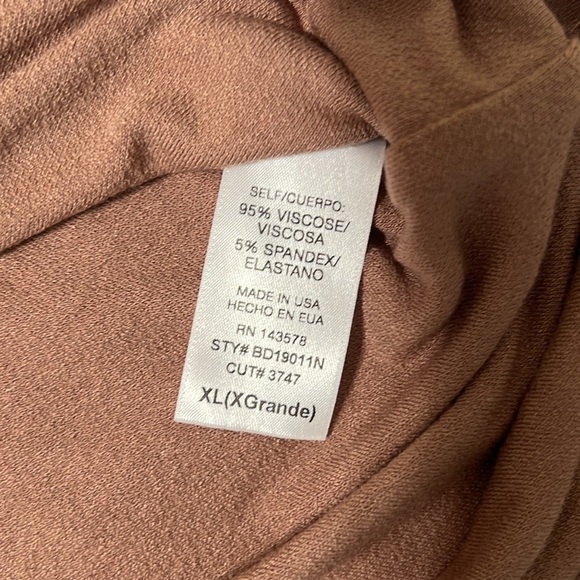 SELF/CUERPO:
95% VISCOSE/
VISCOSA
5% SPANDEX/
ELASTANO
MADE IN USA
HECHO EN EUA
RN 143578
STY# BD19011N
CUT# 3747
XL(XGrande)